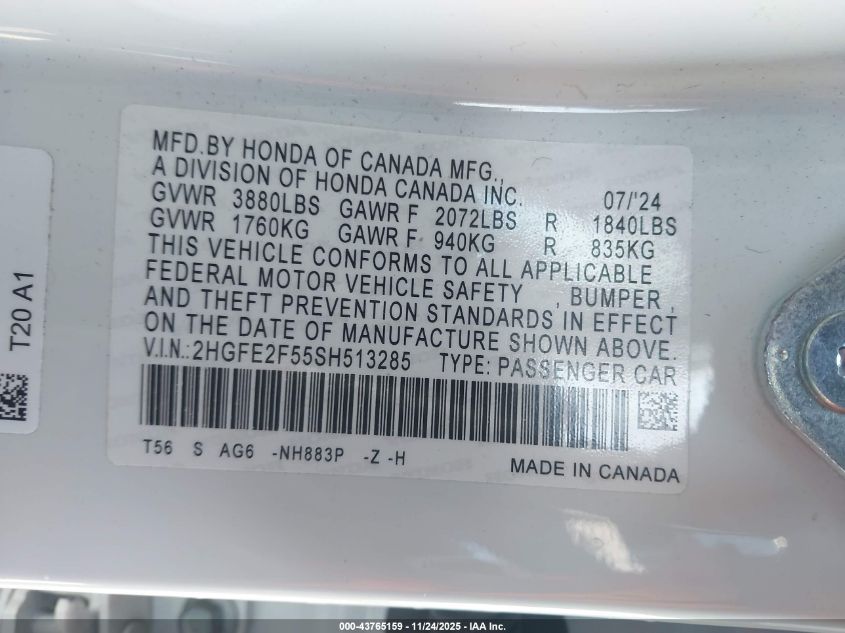 MFD.BY HONDA OF CANADA MFG.,
A DIVISION OF HONDA CANADA INC. 07/'24
GVWR 3880LBS GAWR F 2072LBS R 1840LBS
GVWR 1760KG GAWR F 940KG R 835KG
THIS VEHICLE CONFORMS TO ALL APPLICABLE
FEDERAL MOTOR VEHICLE SAFETY , BUMPER ,
AND THEFT PREVENTION STANDARDS IN EFFECT
ON THE DATE OF MANUFACTURE SHOWN ABOVE.
V.I.N.:2HGFE2F55SH513285 TYPE: PASSENGER CAR
T56 S AG6 -NH883P -Z -H
MADE IN CANADA
T20 A1
000-43765159 - 11/24/2025 - IAA Inc.